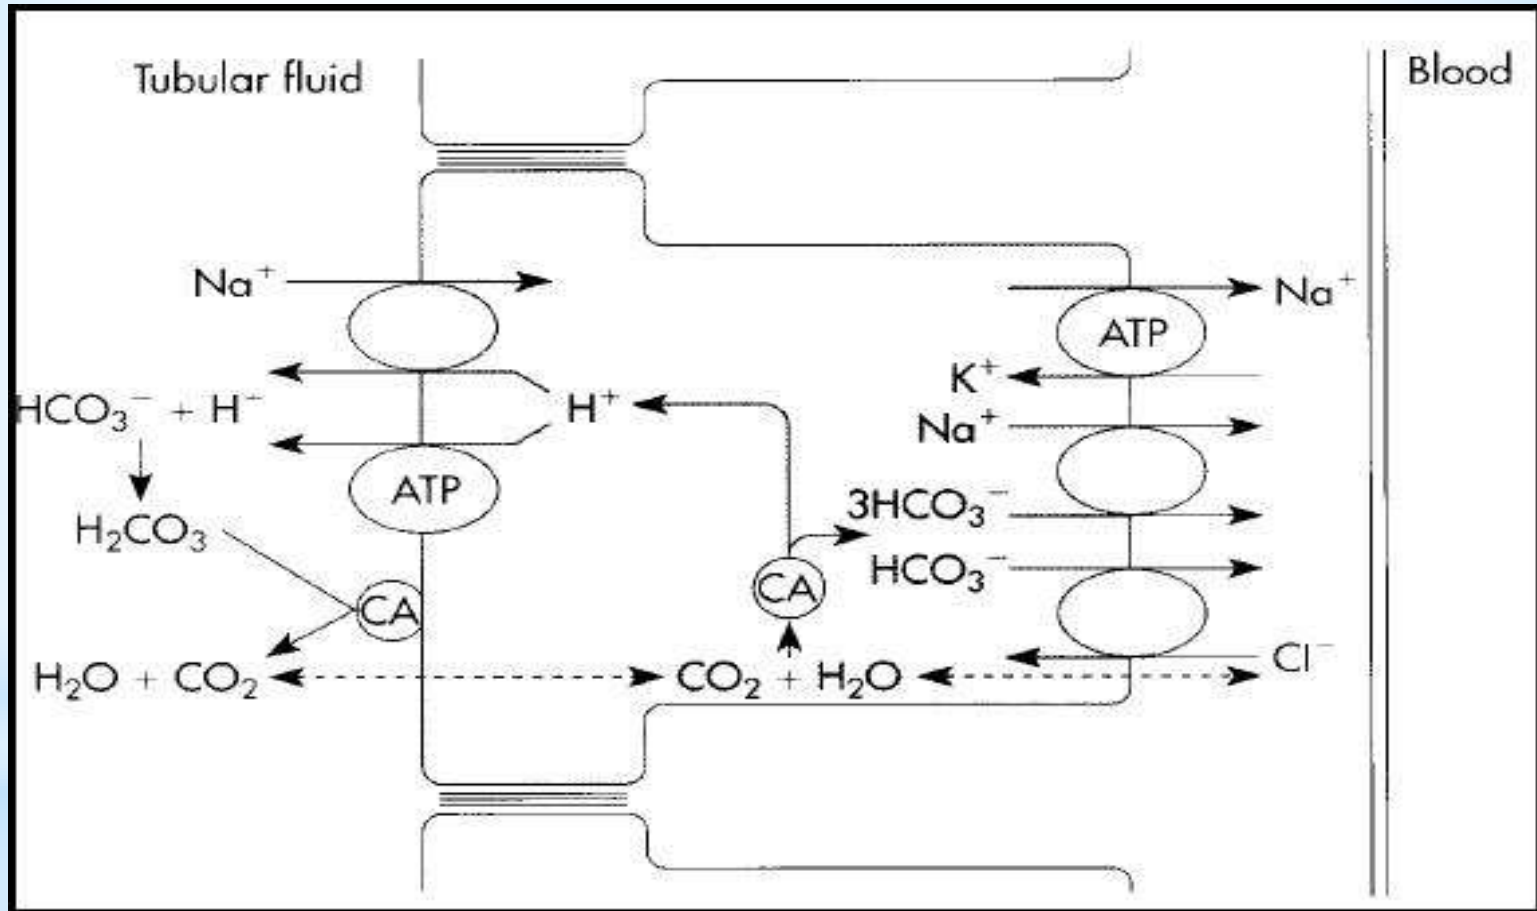 Tubular fluid
Blood
Na⁺
Na⁺
ATP
K⁺
HCO₃⁻ + H⁺
H⁺
Na⁺
ATP
3HCO₃⁻
H₂CO₃
HCO₃⁻
CA
CA
H₂O + CO₂
CO₂ + H₂O
Cl⁻